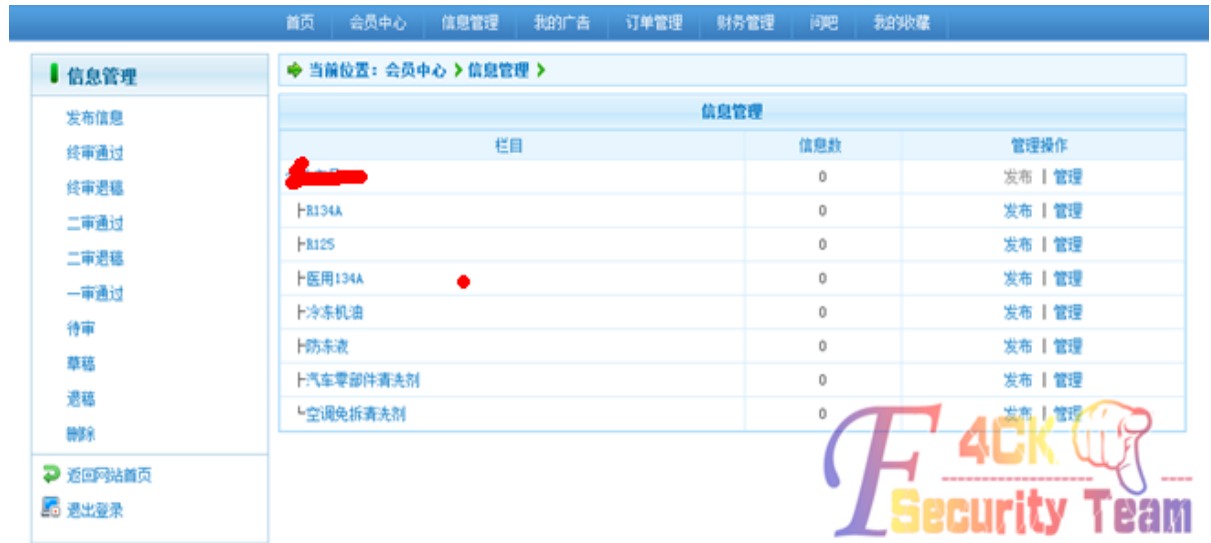 首页 会员中心 信息管理 我的广告 订单管理 财务管理 问吧 我的收藏
信息管理
发布信息
终审通过
终审退稿
二审通过
二审退稿
一审通过
待审
草稿
退稿
删除
返回网站首页
退出登录
当前位置：会员中心 信息管理
信息管理
栏目 信息数 管理操作
0 发布 | 管理
├R134A 0 发布 | 管理
├R125 0 发布 | 管理
├医用134A 0 发布 | 管理
├冷冻机油 0 发布 | 管理
├防冻液 0 发布 | 管理
├汽车零部件清洗剂 0 发布 | 管理
└空调免拆清洗剂 0 发布 | 管理
F4CK
Security Team